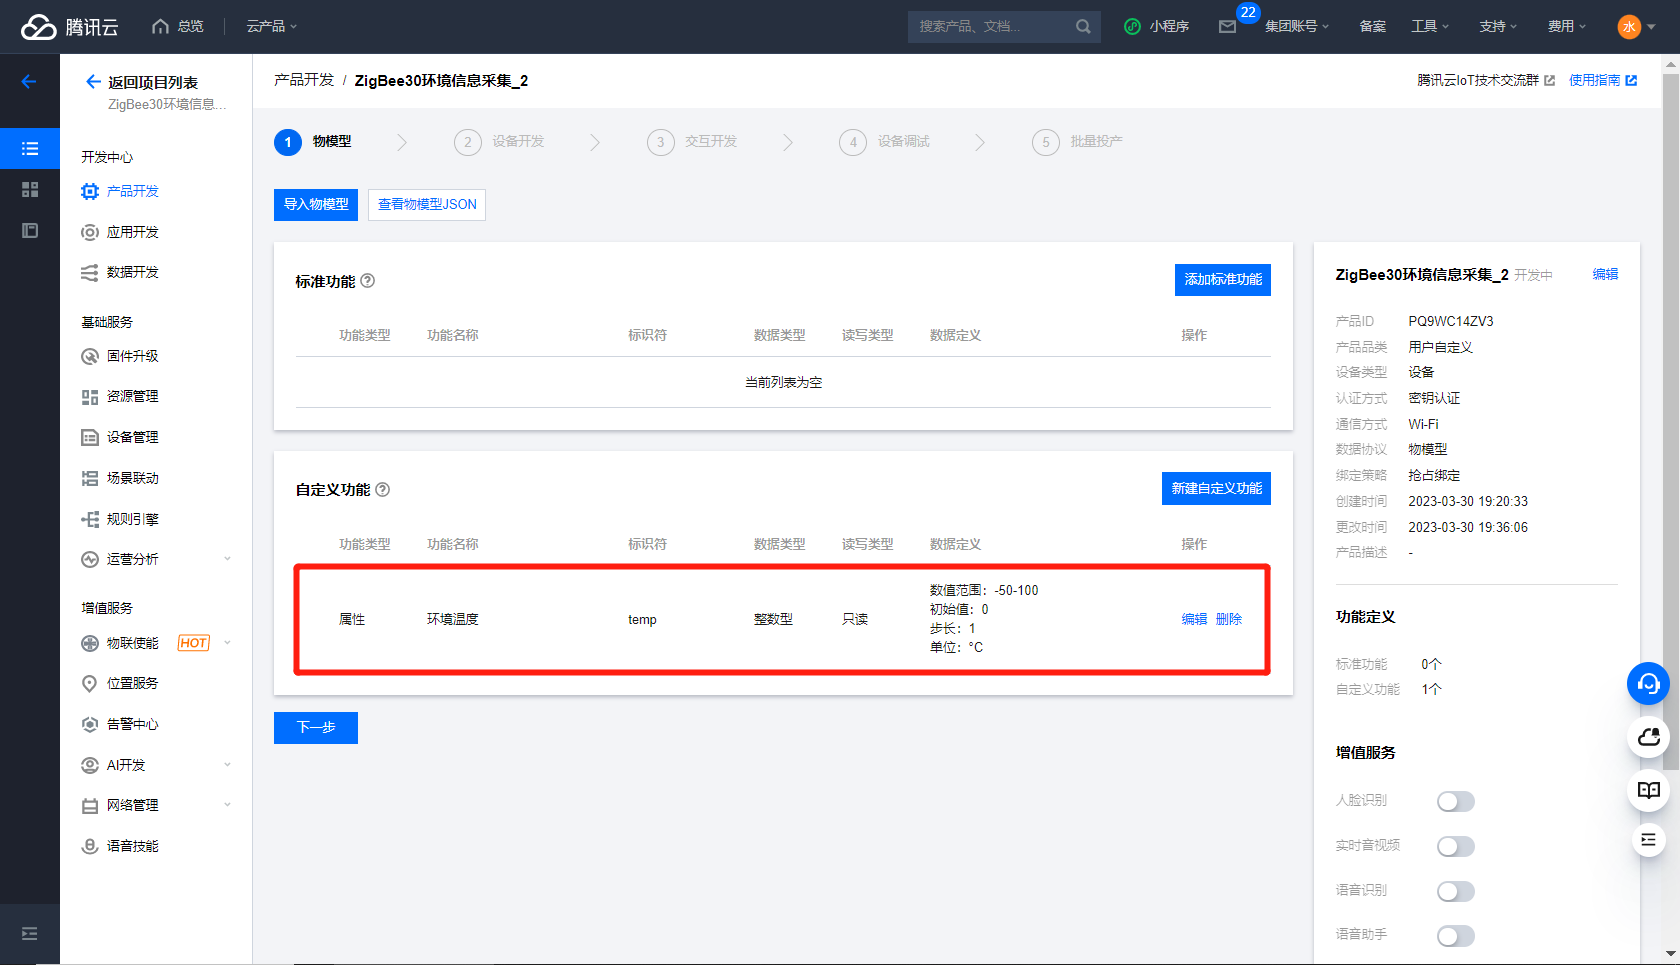 腾讯云
总览
云产品
搜索产品、文档...
小程序
22
集团账号
备案
工具
支持
费用
水
返回项目列表
ZigBee30环境信息...
产品开发 / ZigBee30环境信息采集_2
腾讯云IoT技术交流群
使用指南
开发中心
产品开发
应用开发
数据开发
基础服务
固件升级
资源管理
设备管理
场景联动
规则引擎
运营分析
增值服务
物联使能 HOT
位置服务
告警中心
AI开发
网络管理
语音技能
1 物模型
2 设备开发
3 交互开发
4 设备调试
5 批量投产
导入物模型
查看物模型JSON
标准功能
添加标准功能
功能类型 功能名称 标识符 数据类型 读写类型 数据定义 操作
当前列表为空
自定义功能
新建自定义功能
功能类型 功能名称 标识符 数据类型 读写类型 数据定义 操作
属性 环境温度 temp 整数型 只读
数值范围：-50-100
初始值：0
步长：1
单位：°C
编辑 删除
下一步
ZigBee30环境信息采集_2 开发中 编辑
产品ID PQ9WC14ZV3
产品品类 用户自定义
设备类型 设备
认证方式 密钥认证
通信方式 Wi-Fi
数据协议 物模型
绑定策略 抢占绑定
创建时间 2023-03-30 19:20:33
更改时间 2023-03-30 19:36:06
产品描述 -
功能定义
标准功能 0个
自定义功能 1个
增值服务
人脸识别
实时音视频
语音识别
语音助手